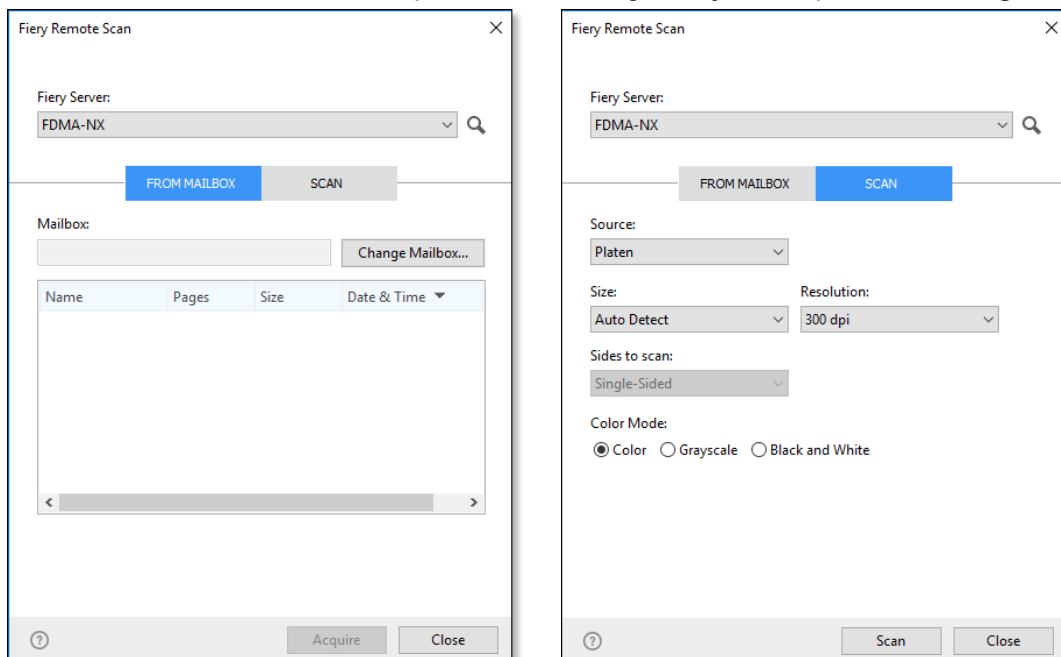 Fiery Remote Scan
Fiery Server:
FDMA-NX
FROM MAILBOX SCAN
Mailbox:
Change Mailbox...
Name Pages Size Date & Time
Acquire Close
Fiery Remote Scan
Fiery Server:
FDMA-NX
FROM MAILBOX SCAN
Source:
Platen
Size: Resolution:
Auto Detect 300 dpi
Sides to scan:
Single-Sided
Color Mode:
Color Grayscale Black and White
Scan Close